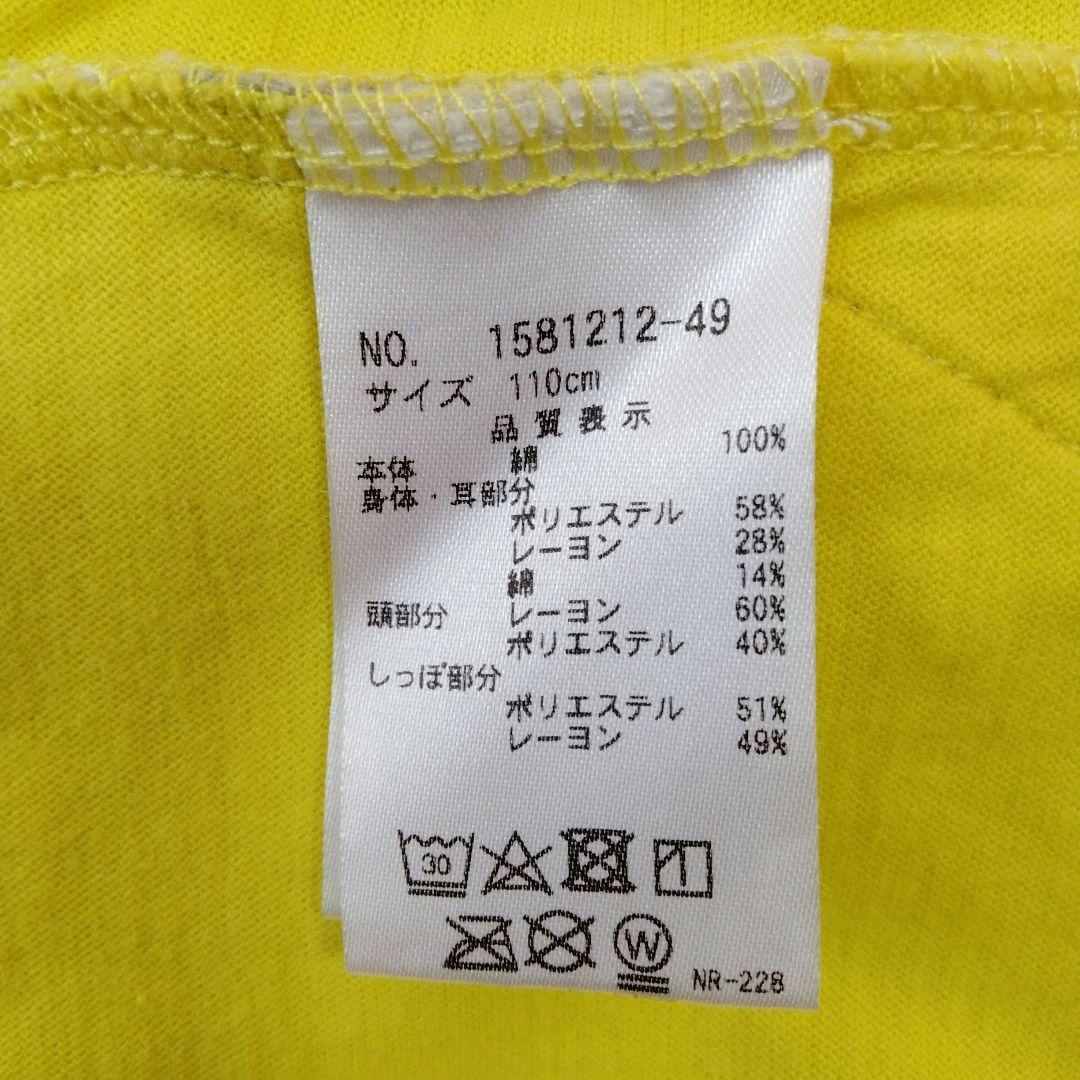 NO. 1581212-49
サイズ 110cm
品質表示
本体 綿 100%
身体・耳部分
ポリエステル 58%
レーヨン 28%
綿 14%
頭部分 レーヨン 60%
ポリエステル 40%
しっぽ部分
ポリエステル 51%
レーヨン 49%
30
W
NR-228